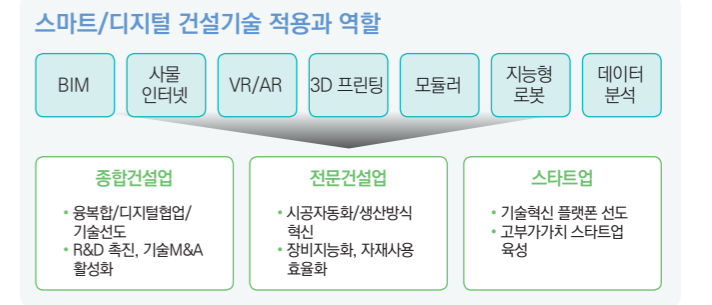 스마트/디지털 건설기술 적용과 역할
BIM
사물
인터넷
VR/AR
3D 프린팅
모듈러
지능형
로봇
데이터
분석
종합건설업
• 융복합/디지털협업/
기술선도
• R&D 촉진, 기술M&A
활성화
전문건설업
• 시공자동화/생산방식
혁신
• 장비지능화, 자재사용
효율화
스타트업
• 기술혁신 플랫폼 선도
• 고부가가치 스타트업
육성